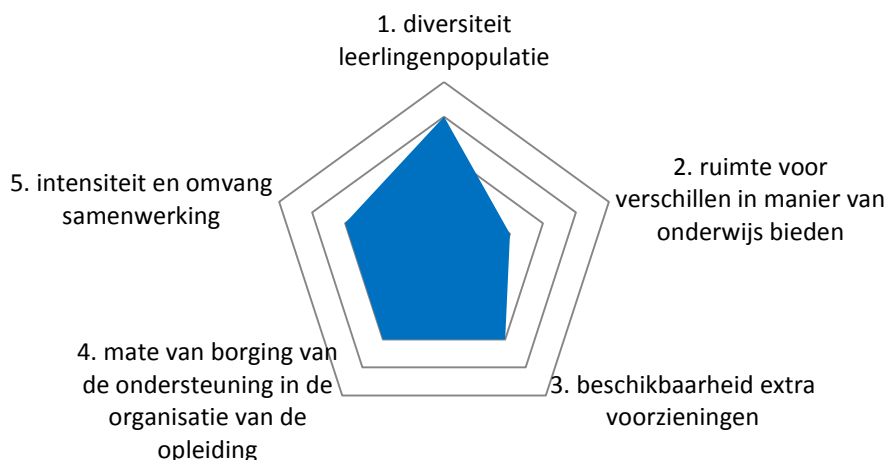 1. diversiteit
leerlingenpopulatie
2. ruimte voor
verschillen in manier van
onderwijs bieden
3. beschikbaarheid extra
voorzieningen
4. mate van borging van
de ondersteuning in de
organisatie van de
opleiding
5. intensiteit en omvang
samenwerking